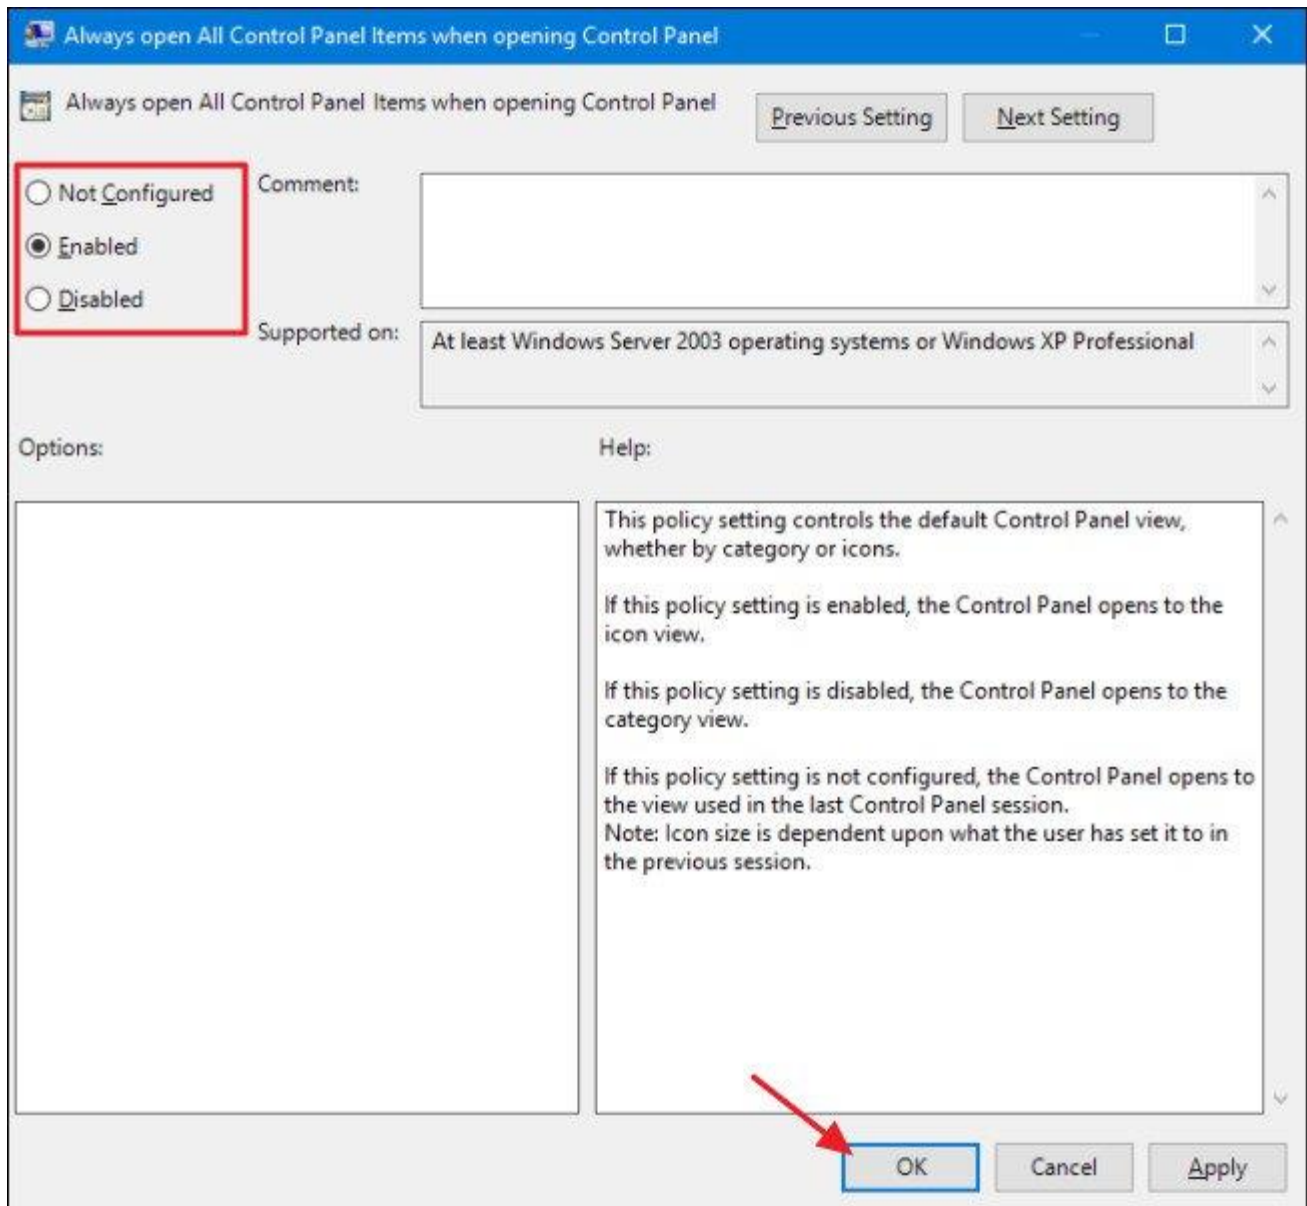 Always open All Control Panel Items when opening Control Panel
Always open All Control Panel Items when opening Control Panel
Previous Setting
Next Setting
Not Configured
Enabled
Disabled
Comment:
Supported on:
At least Windows Server 2003 operating systems or Windows XP Professional
Options:
Help:
This policy setting controls the default Control Panel view,
whether by category or icons.
If this policy setting is enabled, the Control Panel opens to the
icon view.
If this policy setting is disabled, the Control Panel opens to the
category view.
If this policy setting is not configured, the Control Panel opens to
the view used in the last Control Panel session.
Note: Icon size is dependent upon what the user has set it to in
the previous session.
OK
Cancel
Apply